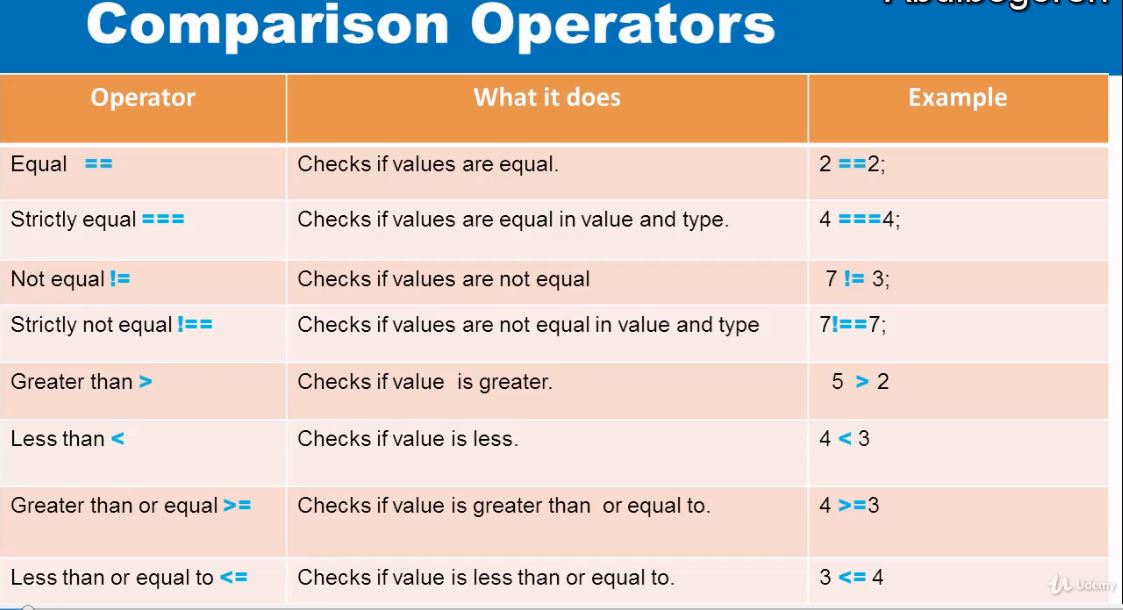 Comparison Operators
Operator What it does Example
Equal == Checks if values are equal. 2 ==2;
Strictly equal === Checks if values are equal in value and type. 4 ===4;
Not equal != Checks if values are not equal 7 != 3;
Strictly not equal !== Checks if values are not equal in value and type 7!==7;
Greater than > Checks if value is greater. 5 > 2
Less than < Checks if value is less. 4 < 3
Greater than or equal >= Checks if value is greater than or equal to. 4 >=3
Less than or equal to <= Checks if value is less than or equal to. 3 <= 4
Udemy